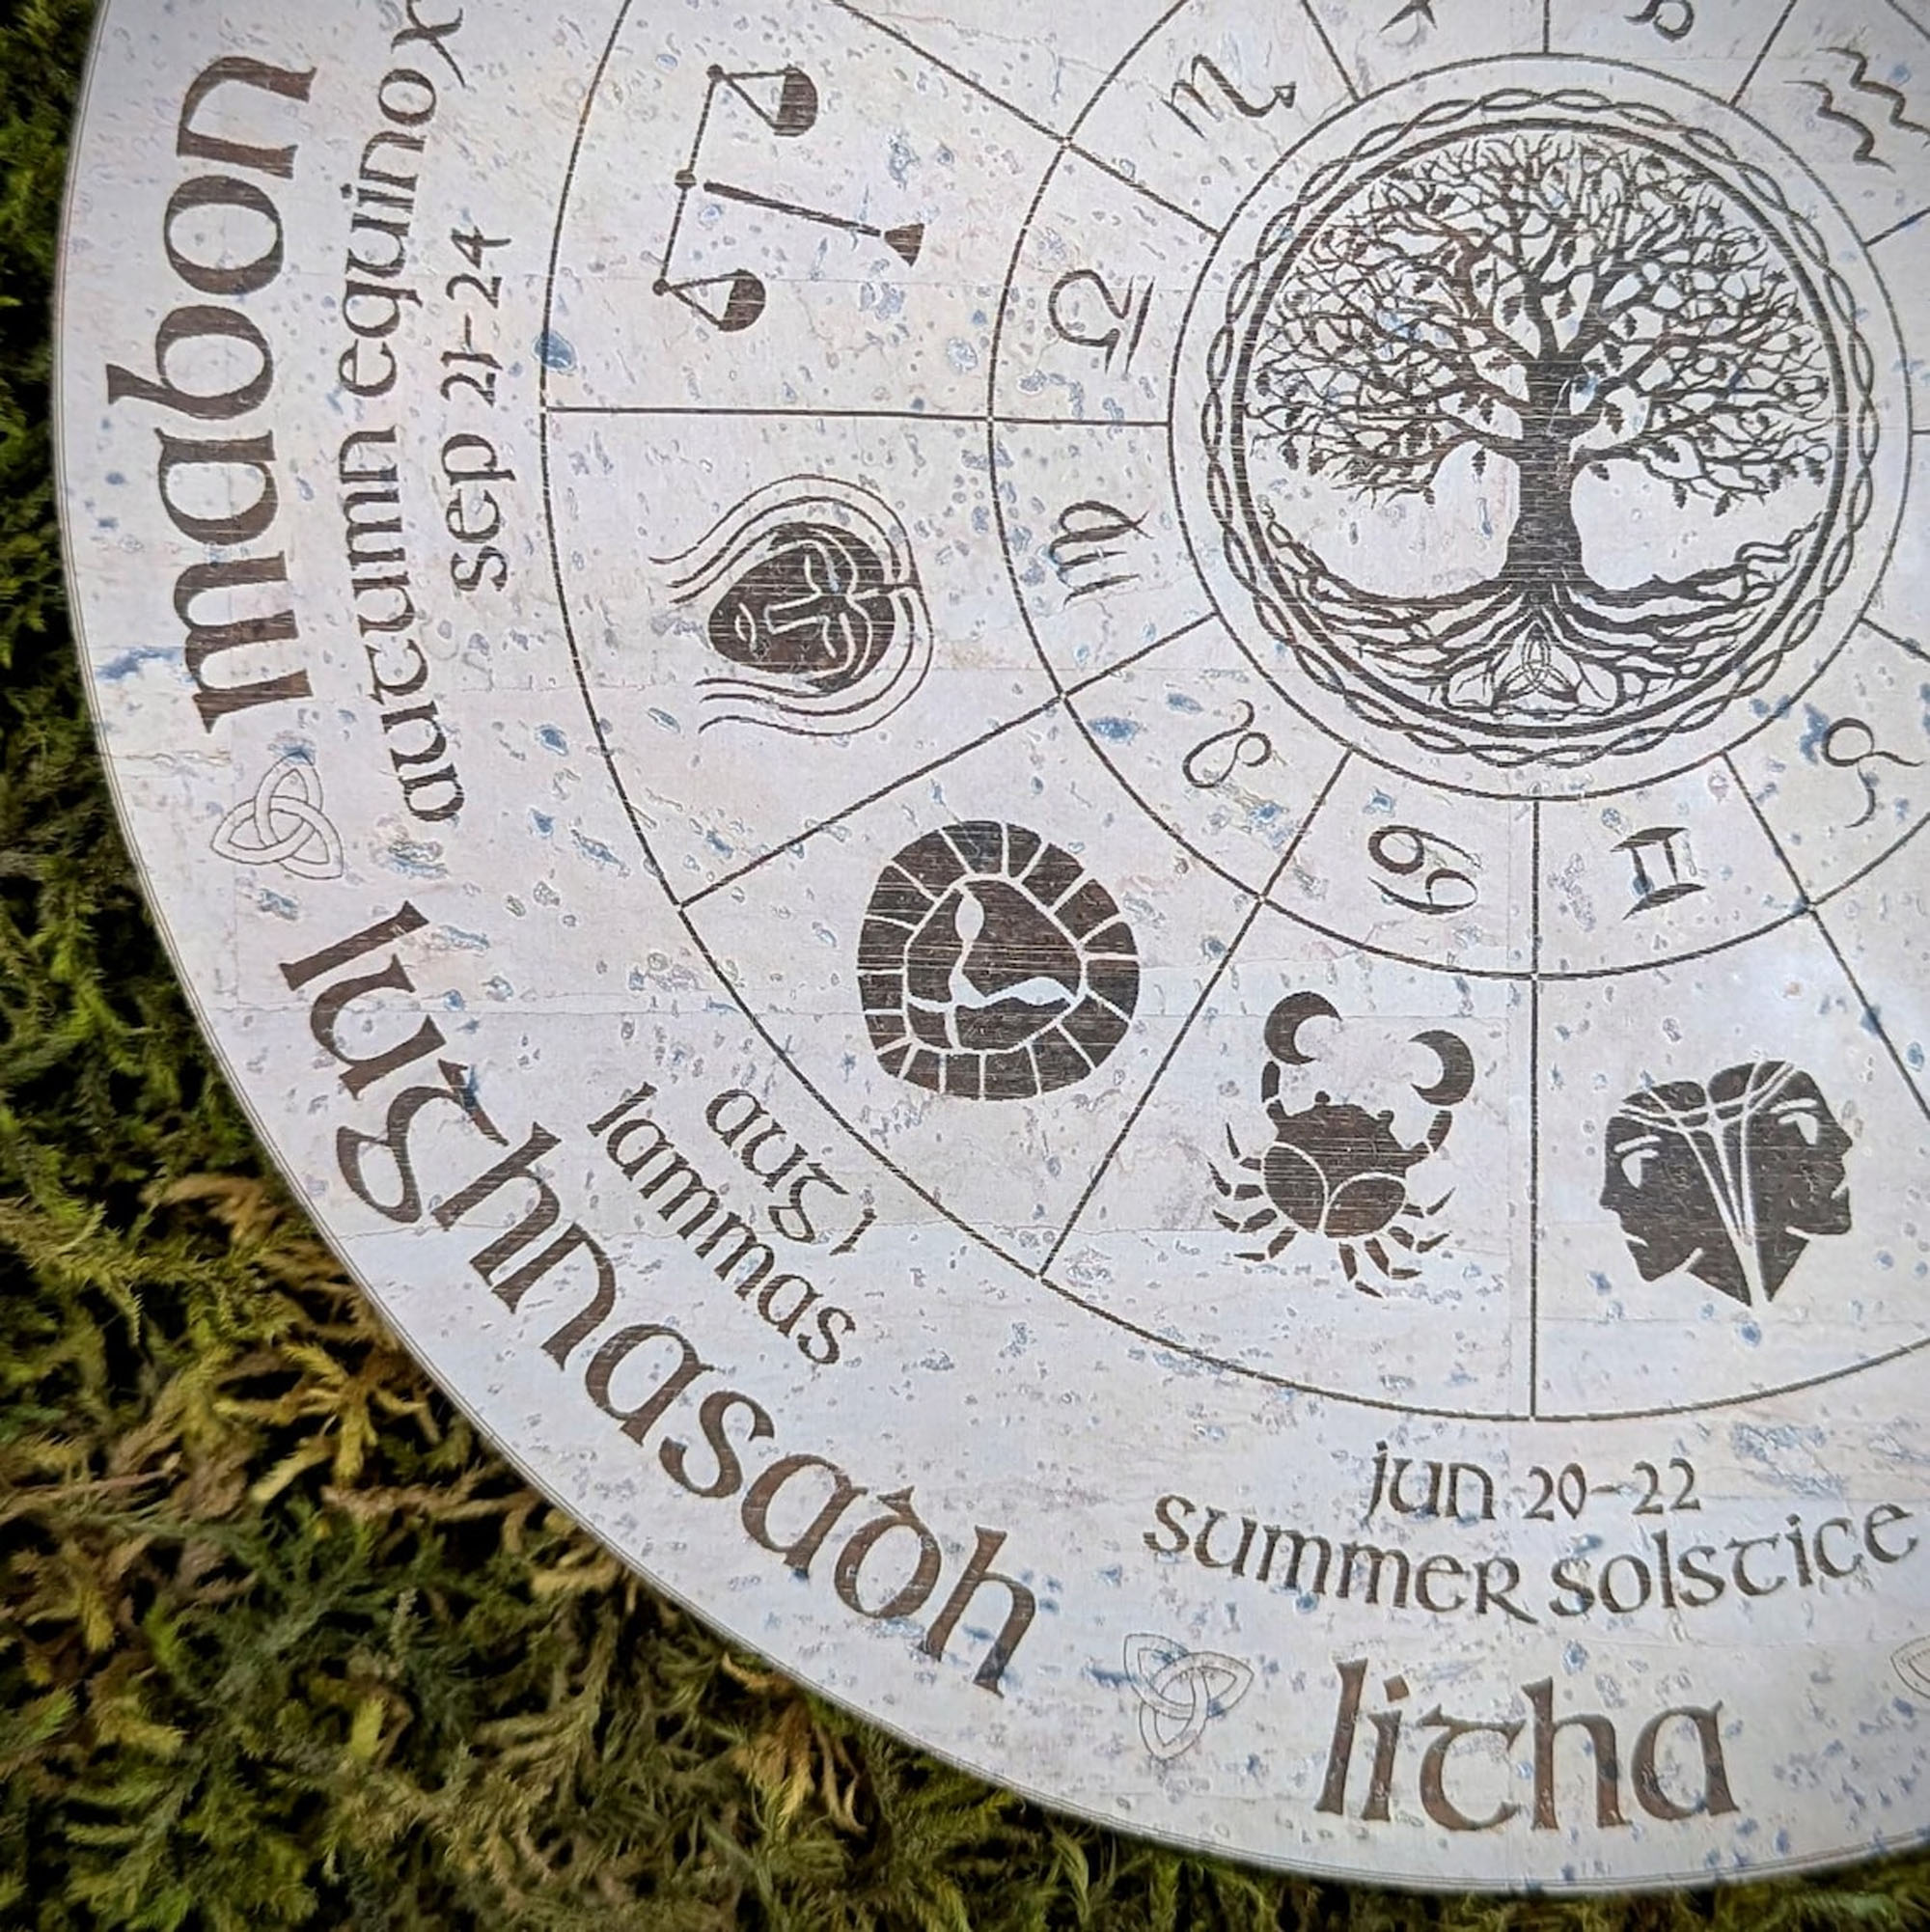 mabon
autumn equinox
sep 21-24
lughnasadh
lammas
aug 1
jun 20-22
summer solstice
litha